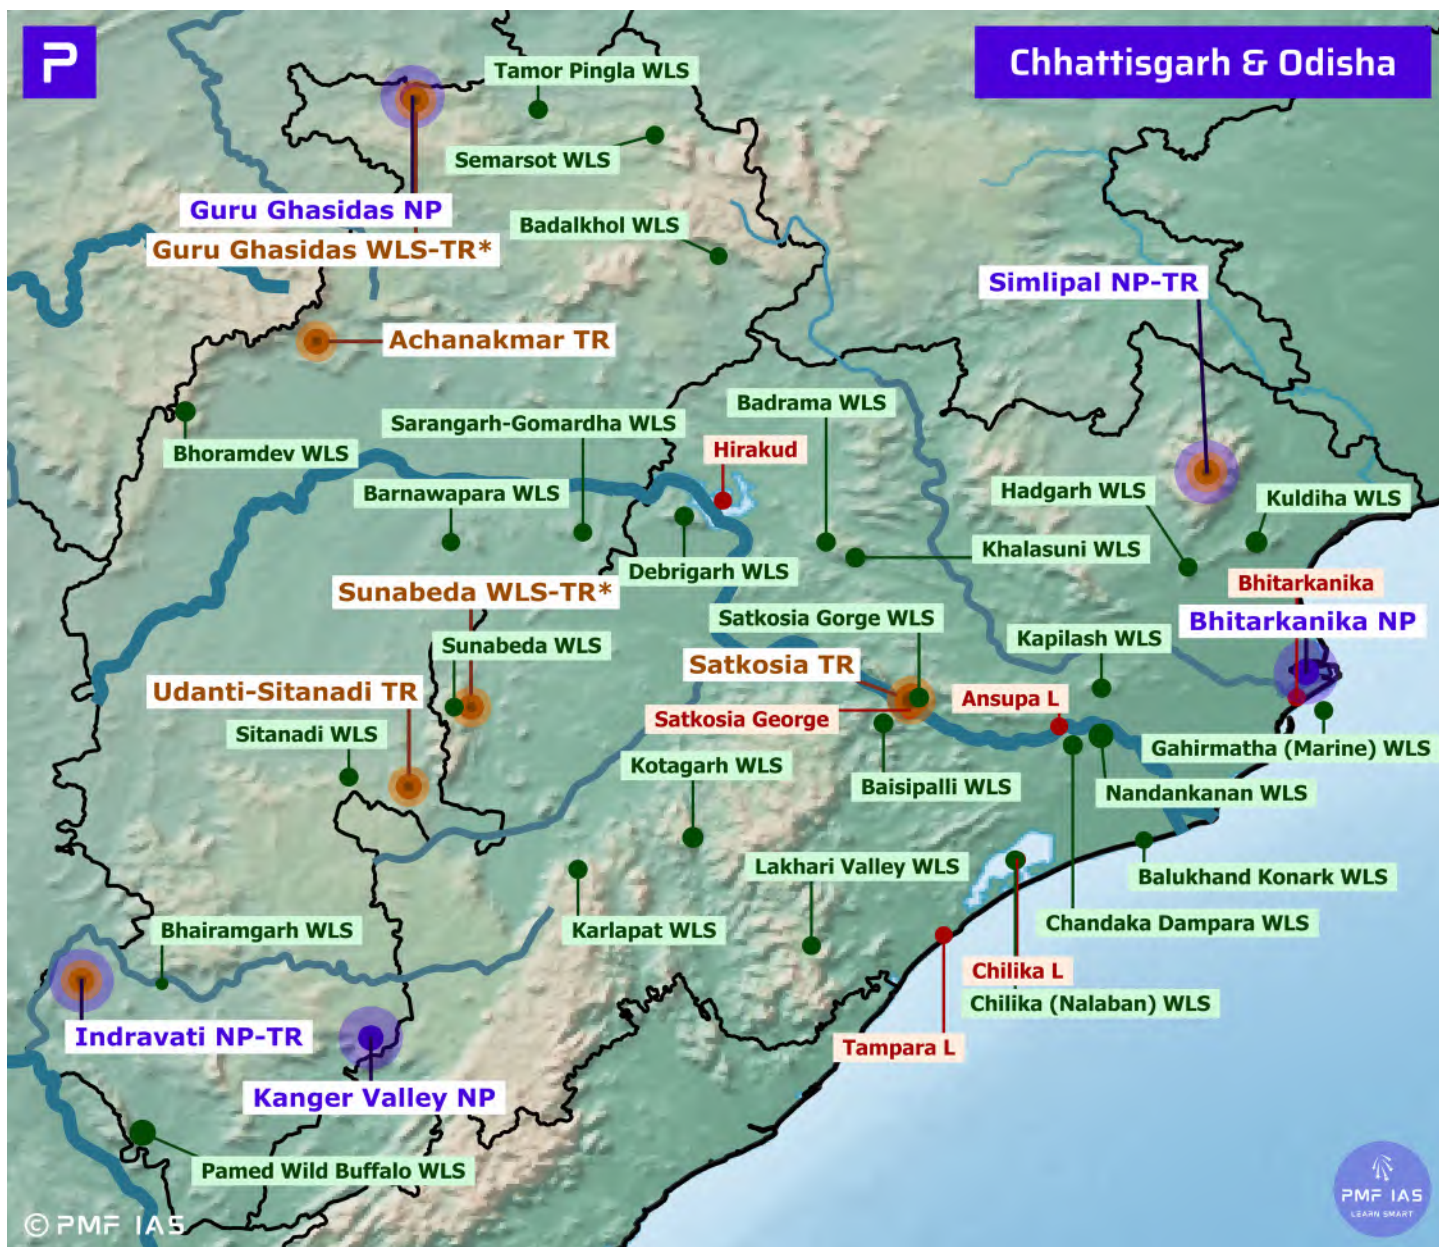 P
Chhattisgarh & Odisha
Tamor Pingla WLS
Semarsot WLS
Guru Ghasidas NP
Badalkhol WLS
Guru Ghasidas WLS-TR*
Simlipal NP-TR
Achanakmar TR
Badrama WLS
Sarangarh-Gomardha WLS
Bhoramdev WLS
Hirakud
Barnawapara WLS
Hadgarh WLS
Kuldiha WLS
Khalasuni WLS
Debrigarh WLS
Bhitarkanika
Sunabeda WLS-TR*
Satkosia Gorge WLS
Bhitarkanika NP
Sunabeda WLS
Kapilash WLS
Satkosia TR
Udanti-Sitanadi TR
Ansupa L
Satkosia George
Sitanadi WLS
Gahirmatha (Marine) WLS
Kotagarh WLS
Baisipalli WLS
Nandankanan WLS
Lakhari Valley WLS
Balukhand Konark WLS
Bhairamgarh WLS
Karlapat WLS
Chandaka Dampara WLS
Chilika L
Chilika (Nalaban) WLS
Indravati NP-TR
Tampara L
Kanger Valley NP
Pamed Wild Buffalo WLS
PMF IAS
LEARN SMART
© PMF IAS